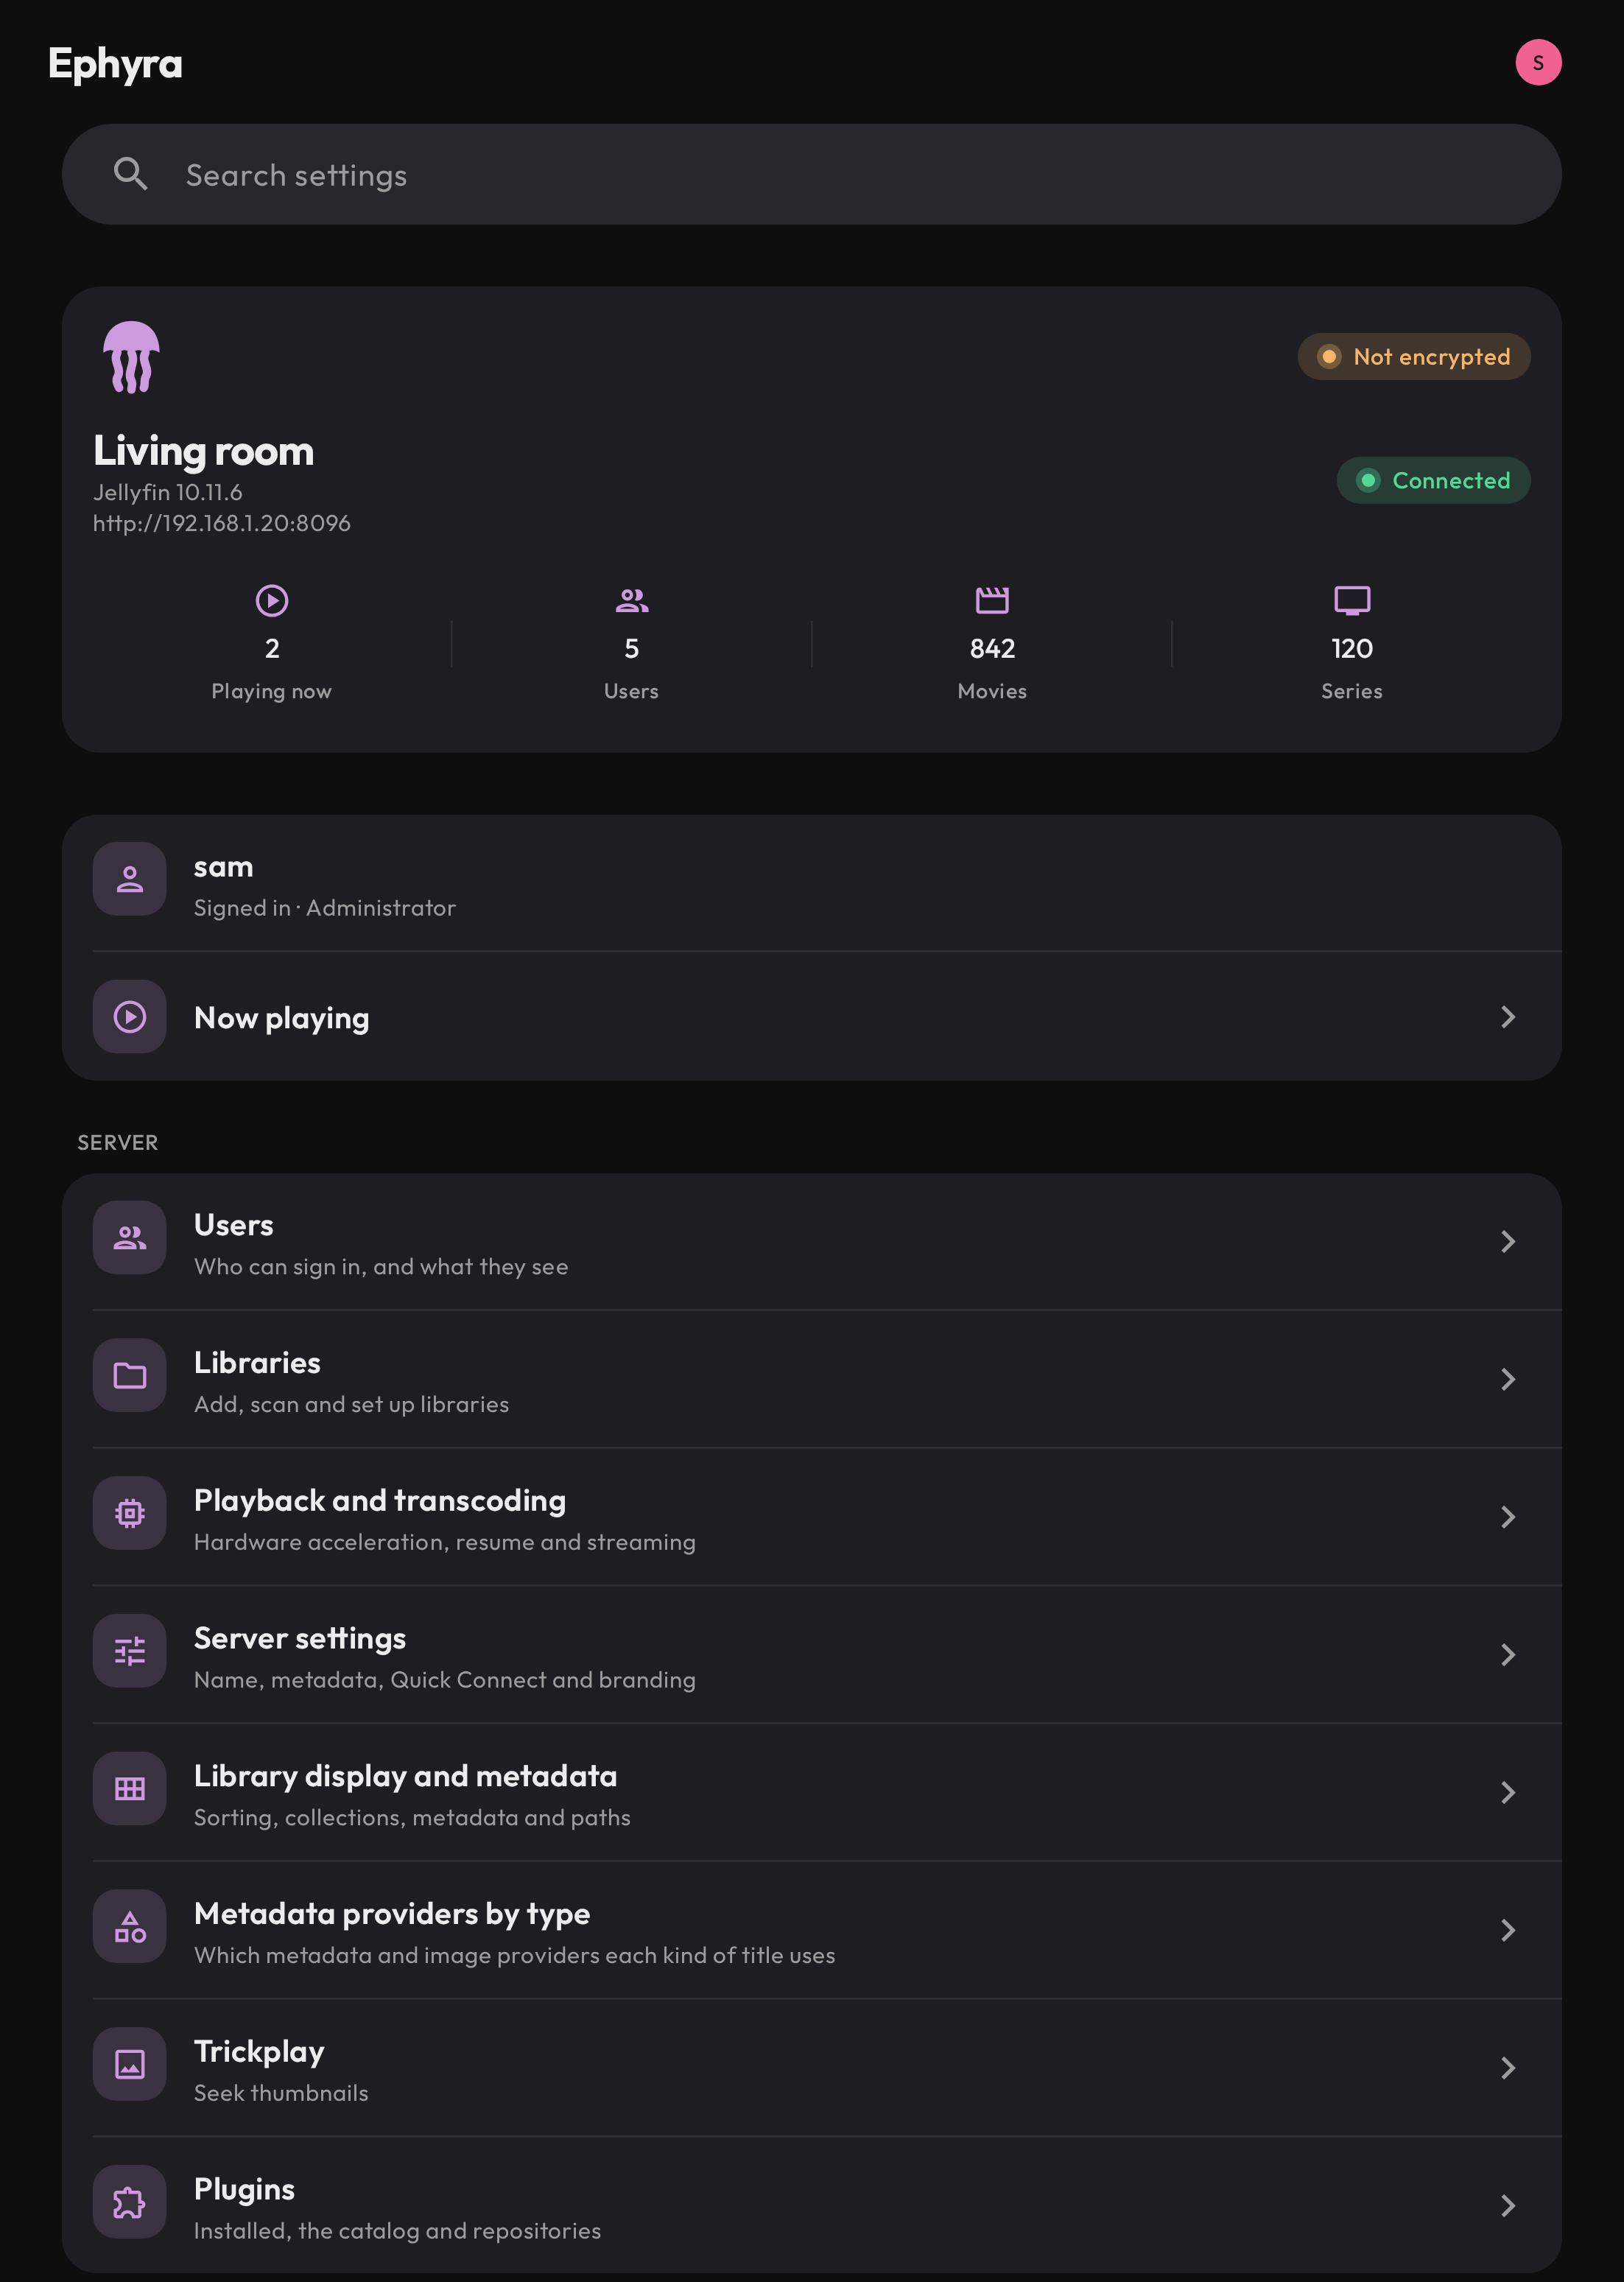 Ephyra
S
Search settings
Not encrypted
Living room
Jellyfin 10.11.6
http://192.168.1.20:8096
Connected
2
Playing now
5
Users
842
Movies
120
Series
sam
Signed in · Administrator
Now playing
SERVER
Users
Who can sign in, and what they see
Libraries
Add, scan and set up libraries
Playback and transcoding
Hardware acceleration, resume and streaming
Server settings
Name, metadata, Quick Connect and branding
Library display and metadata
Sorting, collections, metadata and paths
Metadata providers by type
Which metadata and image providers each kind of title uses
Trickplay
Seek thumbnails
Plugins
Installed, the catalog and repositories